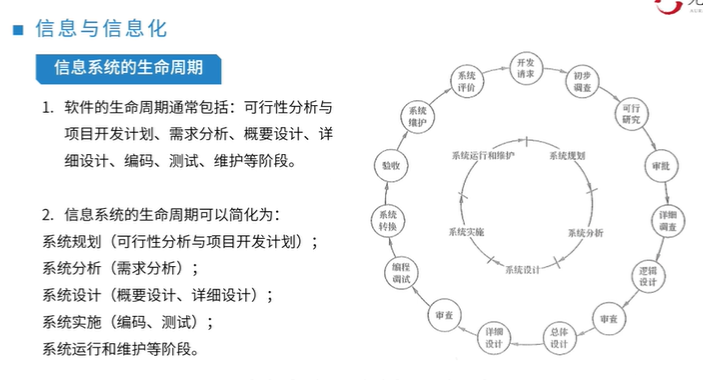 信息与信息化
信息系统的生命周期
1. 软件的生命周期通常包括：可行性分析与
项目开发计划、需求分析、概要设计、详
细设计、编码、测试、维护等阶段。
2. 信息系统的生命周期可以简化为：
系统规划（可行性分析与项目开发计划）；
系统分析（需求分析）；
系统设计（概要设计、详细设计）；
系统实施（编码、测试）；
系统运行和维护等阶段。
开发
请求
初步
调查
可行
研究
审批
详细
调查
逻辑
设计
审查
总体
设计
详细
设计
审查
编程
调试
系统
转换
验收
系统
维护
系统
评价
系统规划
系统分析
系统设计
系统实施
系统运行和维护